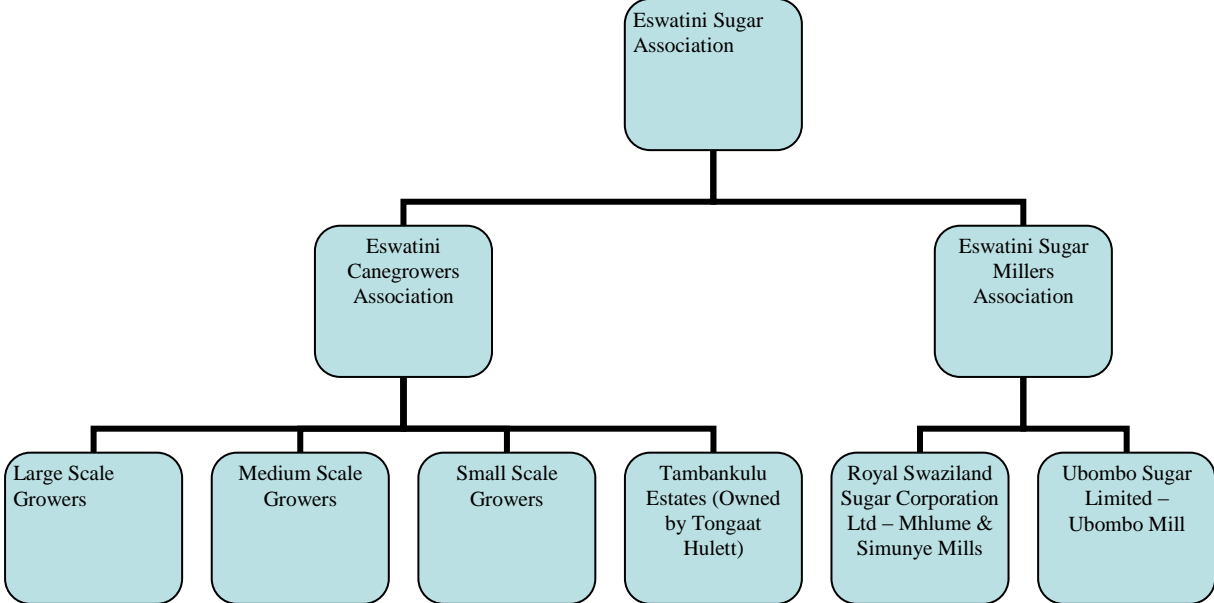 Eswatini Sugar
Association
Eswatini
Canegrowers
Association
Eswatini Sugar
Millers
Association
Large Scale
Growers
Medium Scale
Growers
Small Scale
Growers
Tambankulu
Estates (Owned
by Tongaat
Hulett)
Royal Swaziland
Sugar Corporation
Ltd – Mhlume &
Simunye Mills
Ubombo Sugar
Limited –
Ubombo Mill